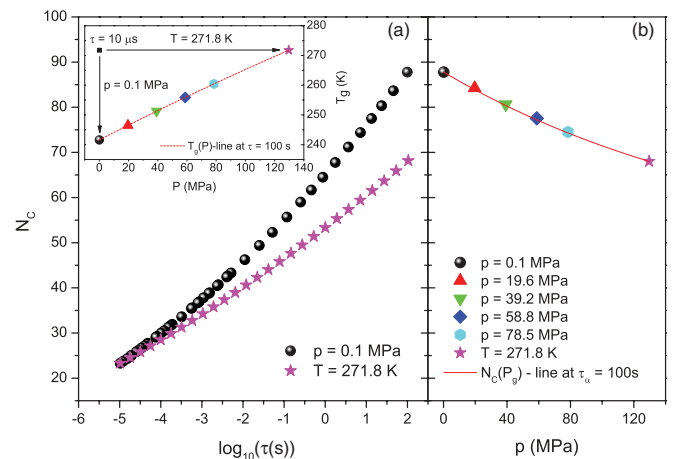 (a)
(b)
τ = 10 μs
T = 271.8 K
p = 0.1 MPa
T_g(P)-line at τ = 100 s
280
270
260
250
240
T_g (K)
0 20 40 60 80 100 120 140
P (MPa)
100
90
80
70
60
50
40
30
20
N_C
p = 0.1 MPa
T = 271.8 K
-6 -5 -4 -3 -2 -1 0 1 2
log₁₀(τ(s))
p = 0.1 MPa
p = 19.6 MPa
p = 39.2 MPa
p = 58.8 MPa
p = 78.5 MPa
T = 271.8 K
N_C(P_g) - line at τ_α = 100s
0 40 80 120
p (MPa)